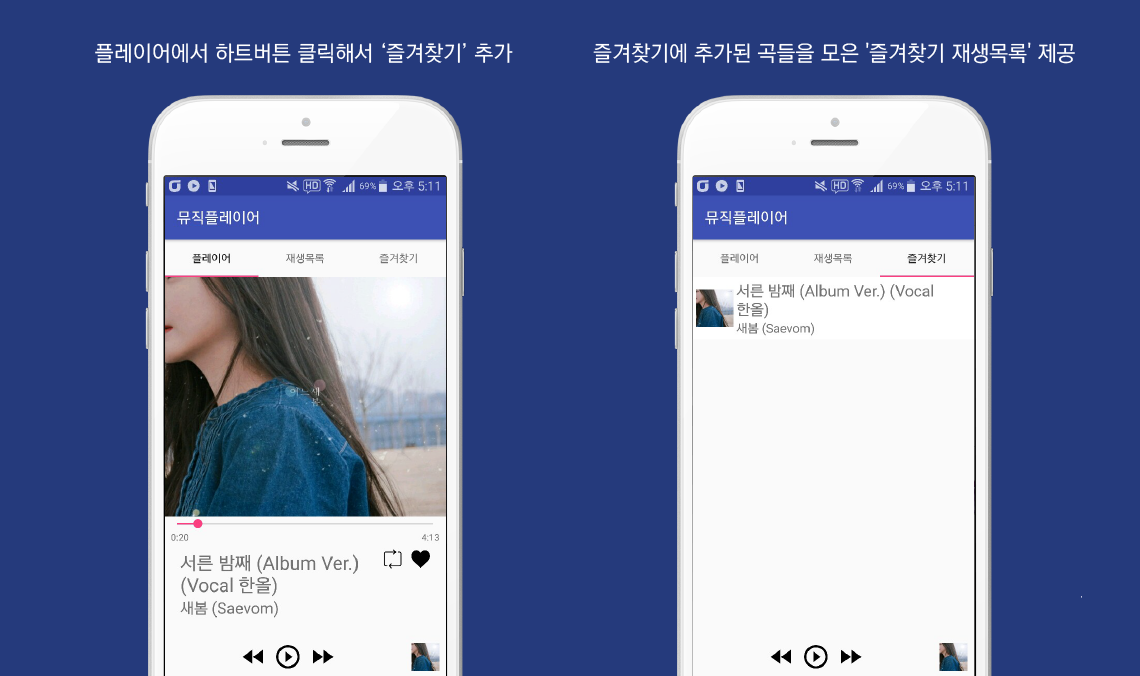 플레이어에서 하트버튼 클릭해서 ‘즐겨찾기’ 추가
즐겨찾기에 추가된 곡들을 모은 '즐겨찾기 재생목록' 제공
HD 69% 오후 5:11
뮤직플레이어
플레이어 재생목록 즐겨찾기
어느새
봄
0:20 4:13
서른 밤째 (Album Ver.)
(Vocal 한올)
새봄 (Saevom)
HD 69% 오후 5:11
뮤직플레이어
플레이어 재생목록 즐겨찾기
서른 밤째 (Album Ver.) (Vocal
한올)
새봄 (Saevom)